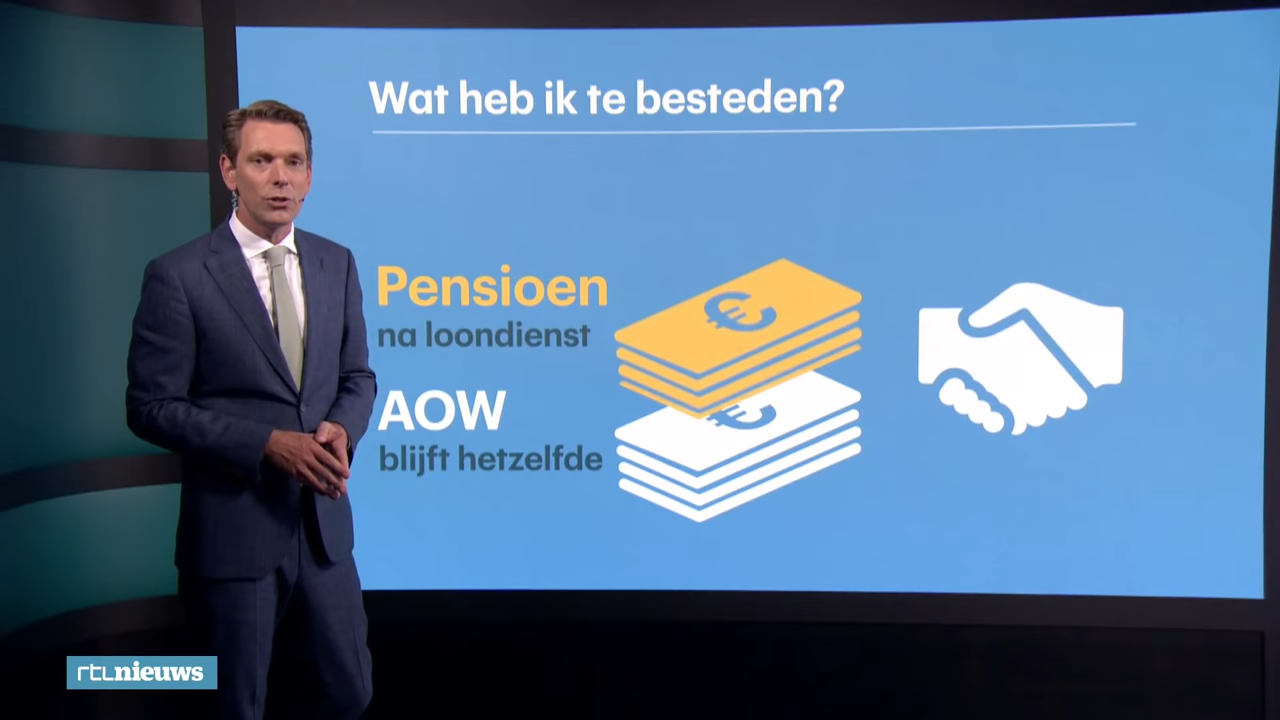 Wat heb ik te besteden?
Pensioen
na loondienst
AOW
blijft hetzelfde
rtlnieuws